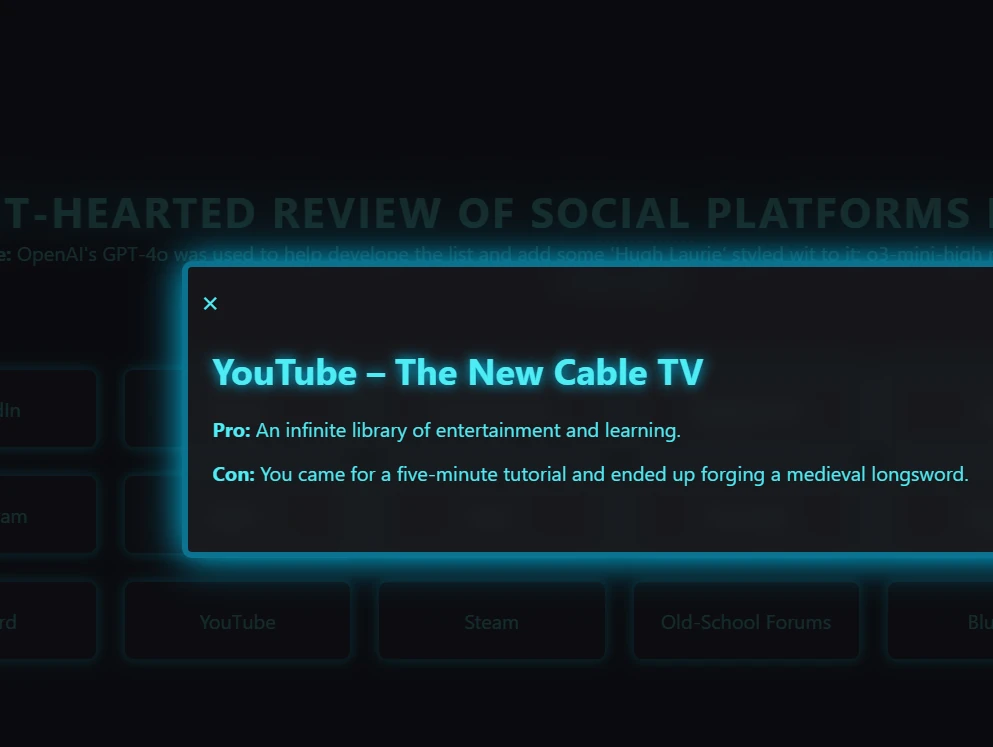 T-HEARTED REVIEW OF SOCIAL PLATFORMS
e: OpenAI's GPT-4o was used to help develope the list and add some 'Hugh Laurie' styled wit to it; o3-mini-high
×
YouTube – The New Cable TV
Pro: An infinite library of entertainment and learning.
Con: You came for a five-minute tutorial and ended up forging a medieval longsword.
dIn
am
rd
YouTube
Steam
Old-School Forums
Blu